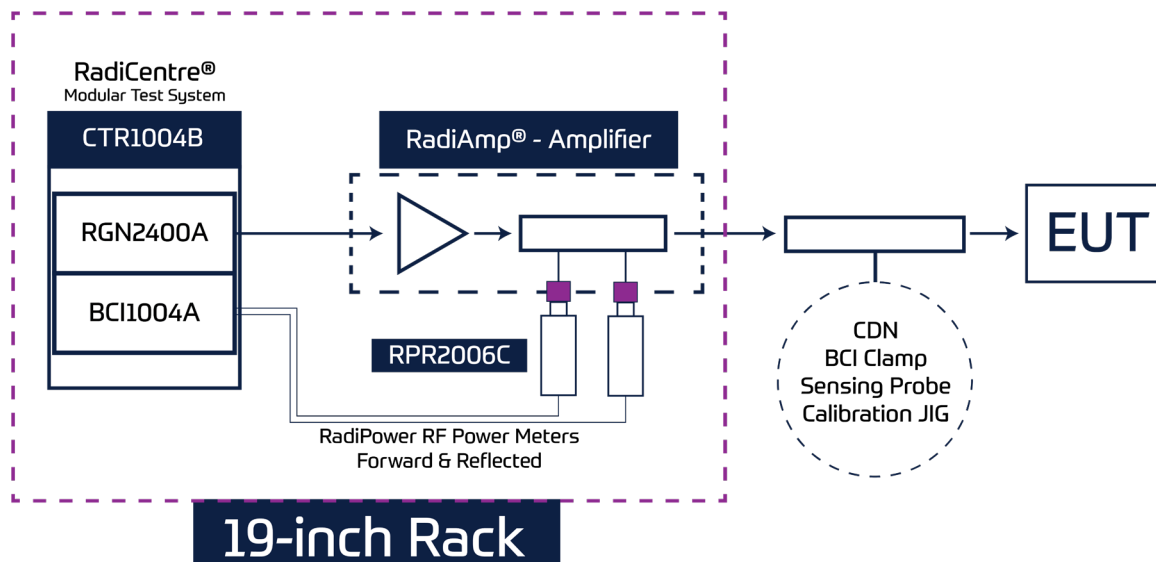 RadiCentre®
Modular Test System
CTR1004B
RGN2400A
BCI1004A
RadiAmp® - Amplifier
RPR2006C
RadiPower RF Power Meters
Forward & Reflected
CDN
BCI Clamp
Sensing Probe
Calibration JIG
EUT
19-inch Rack